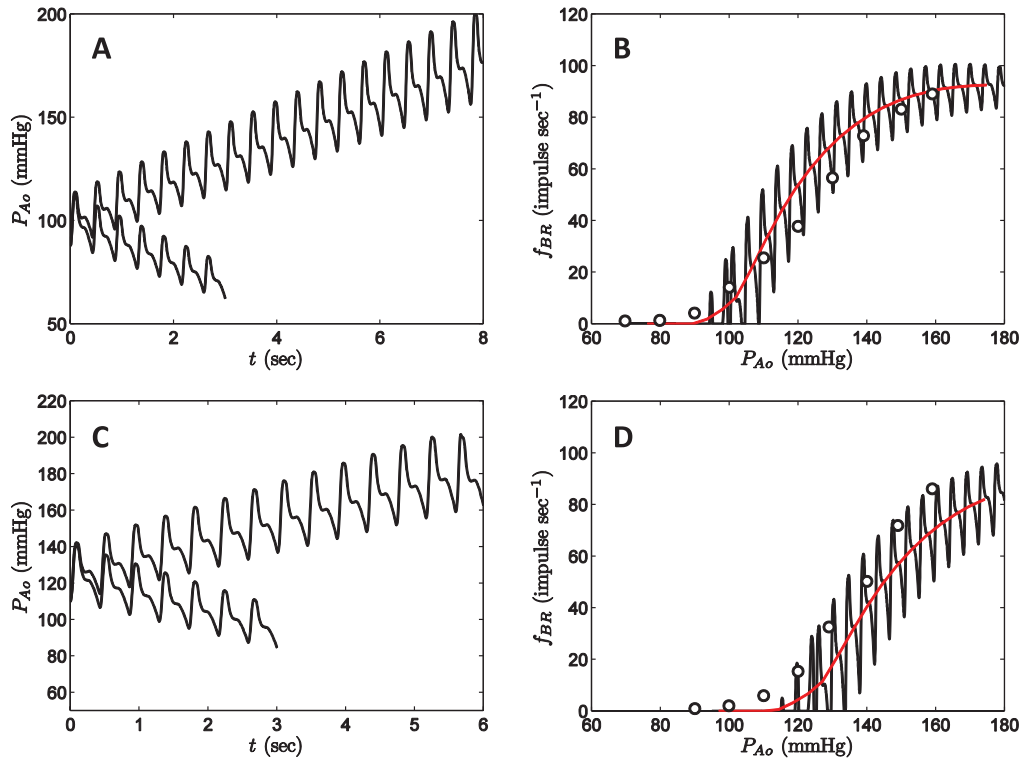 A
200
150
100
50
P_Ao (mmHg)
0 2 4 6 8
t (sec)
B
120
100
80
60
40
20
0
f_BR (impulse sec⁻¹)
60 80 100 120 140 160 180
P_Ao (mmHg)
C
220
200
180
160
140
120
100
80
60
P_Ao (mmHg)
0 1 2 3 4 5 6
t (sec)
D
120
100
80
60
40
20
0
f_BR (impulse sec⁻¹)
60 80 100 120 140 160 180
P_Ao (mmHg)